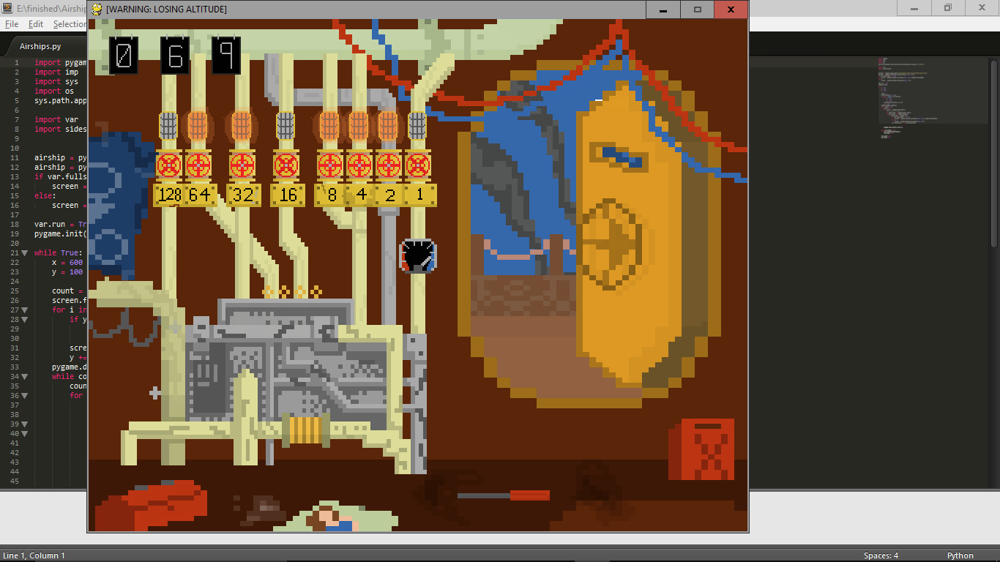 E:\finished\Airship
[WARNING: LOSING ALTITUDE]
File Edit Selection
Airships.py
0 6 9
1 import pygam
2 import imp
3 import sys
4 import os
5 sys.path.app
6
7 import var
8 import sides
9
10
11 airship = py
12 airship = py
13 if var.fulls
14 screen =
15 else:
16 screen =
17
18 var.run = Tr
19 pygame.init(
20
21 while True:
22 x = 600
23 y = 100
24
25 count =
26 screen.f
27 for i in
28 if y
29
30
31 scre
32 y +=
33 pygame.d
34 while co
35 coun
36 for
37
38
39
40
41
42
43
44
45
128 64 32 16 8 4 2 1
Line 1, Column 1
Spaces: 4
Python